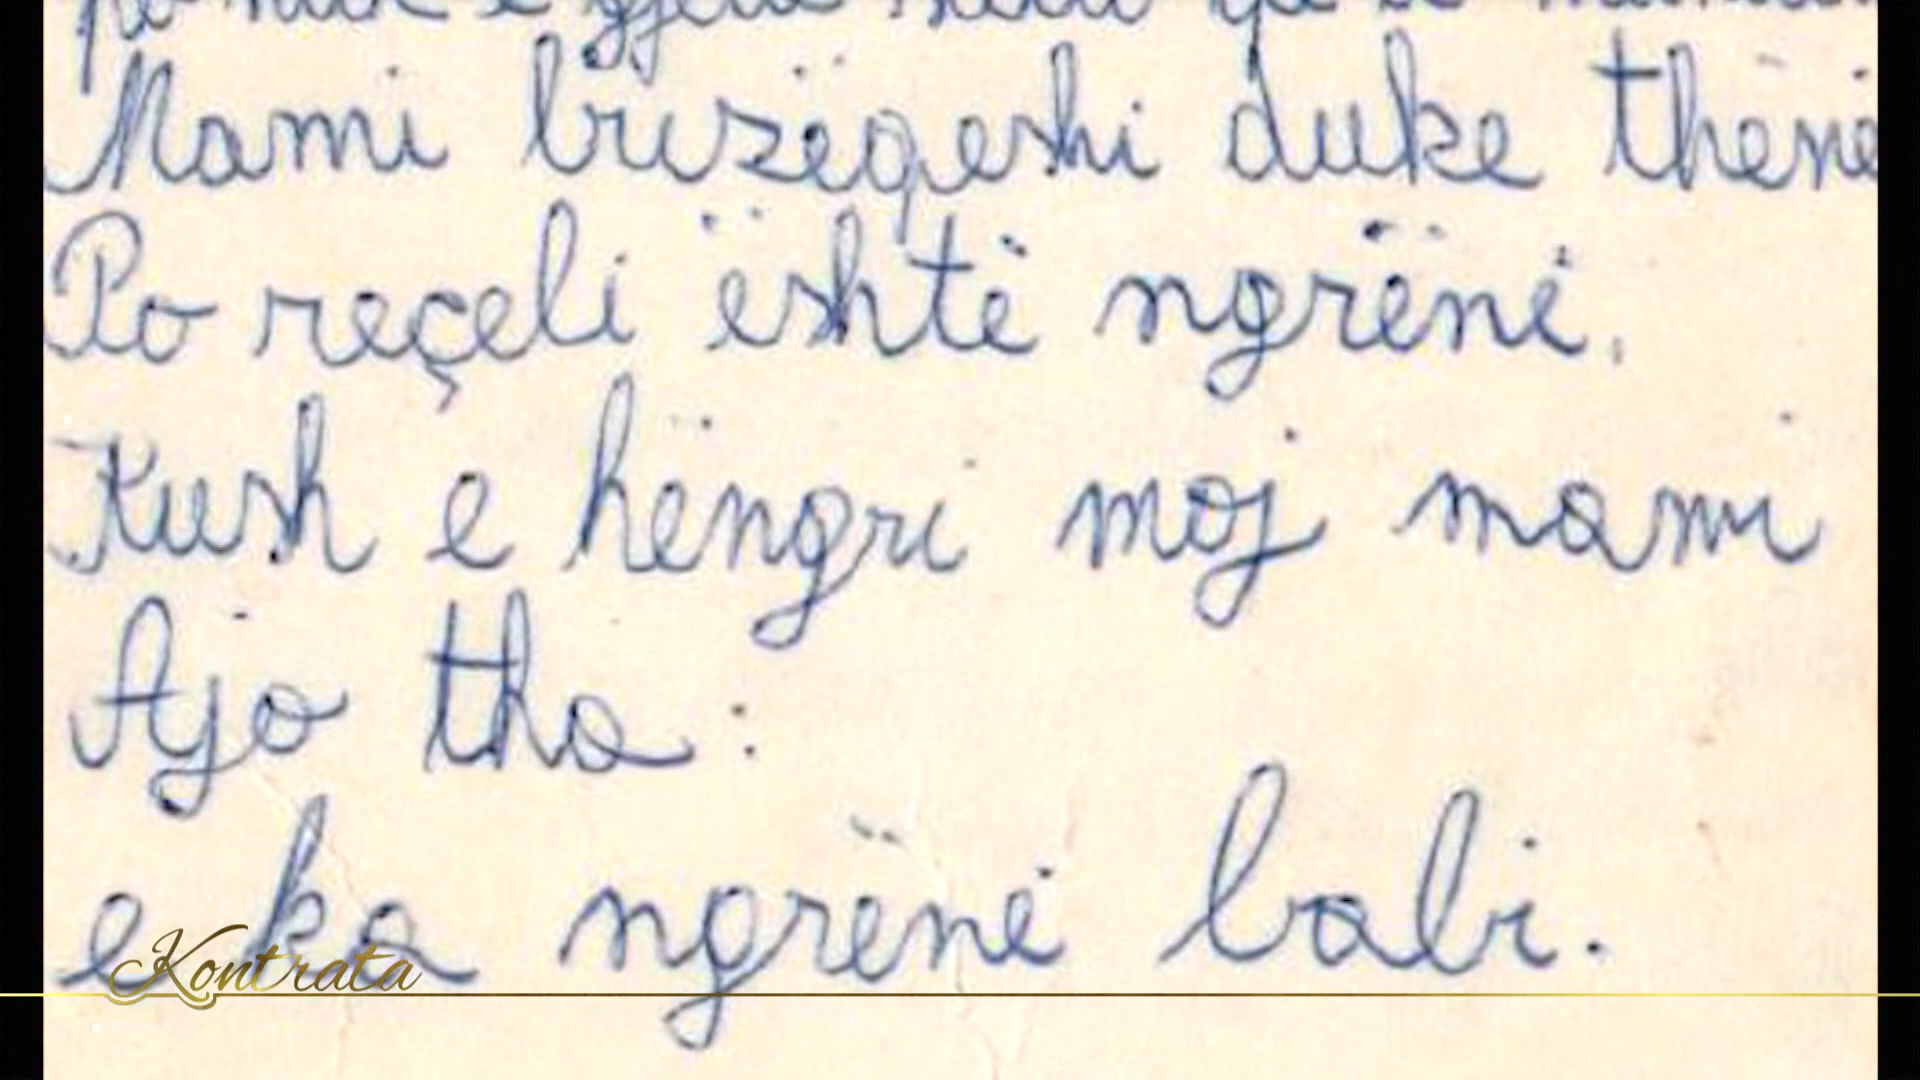 Mami buzëqeshi duke thënë
Po reçeli është ngrënë.
Kush e hëngri moj mami
Ajo tha:
e ka ngrënë babi.
Kontrata